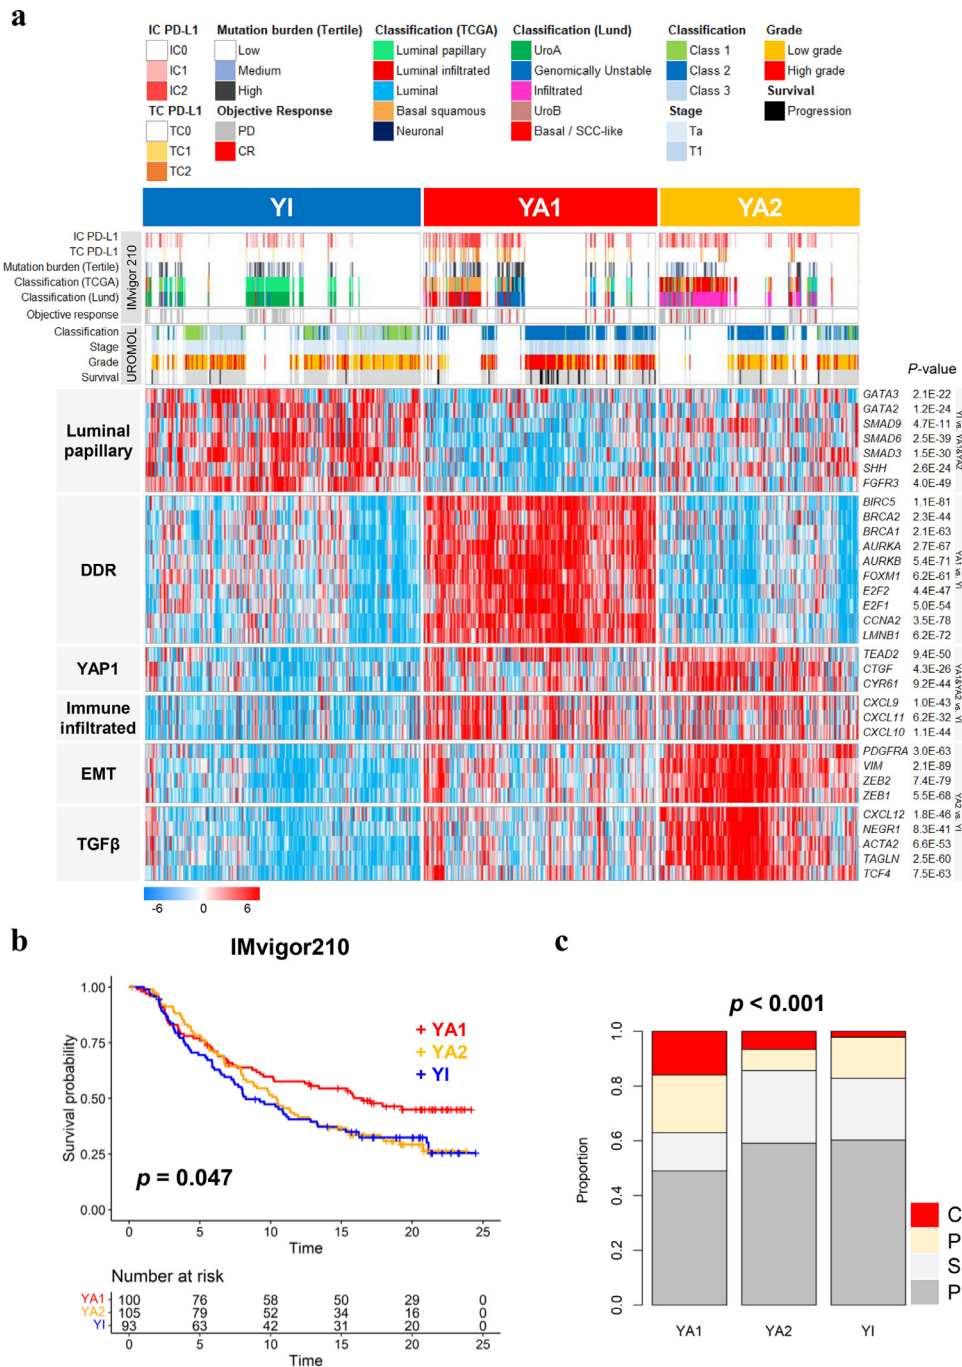 a
IC PD-L1 Mutation burden (Tertile) Classification (TCGA) Classification (Lund) Classification Grade
IC0 Low Luminal papillary UroA Class 1 Low grade
IC1 Medium Luminal infiltrated Genomically Unstable Class 2 High grade
IC2 High Luminal Infiltrated Class 3 Survival
TC PD-L1 Objective Response Basal squamous UroB Stage Progression
TC0 PD Neuronal Basal / SCC-like Ta
TC1 CR T1
TC2
YI YA1 YA2
IMvigor 210
IC PD-L1
TC PD-L1
Mutation burden (Tertile)
Classification (TCGA)
Classification (Lund)
Objective response
UROMOL
Classification
Stage
Grade
Survival
P-value
Luminal papillary
GATA3 2.1E-22
GATA2 1.2E-24
SMAD9 4.7E-11
SMAD6 2.5E-39
SMAD3 1.5E-30
SHH 2.6E-24
FGFR3 4.0E-49
YI vs. YA1&YA2
DDR
BIRC5 1.1E-81
BRCA2 2.3E-44
BRCA1 2.1E-63
AURKA 2.7E-67
AURKB 5.4E-71
FOXM1 6.2E-61
E2F2 4.4E-47
E2F1 5.0E-54
CCNA2 3.5E-78
LMNB1 6.2E-72
YA1 vs. YI
YAP1
TEAD2 9.4E-50
CTGF 4.3E-26
CYR61 9.2E-44
YA1&YA2 vs YI
Immune infiltrated
CXCL9 1.0E-43
CXCL11 6.2E-32
CXCL10 1.1E-44
EMT
PDGFRA 3.0E-63
VIM 2.1E-89
ZEB2 7.4E-79
ZEB1 5.5E-68
YA2 vs. YI
TGFβ
CXCL12 1.8E-46
NEGR1 8.3E-41
ACTA2 6.6E-53
TAGLN 2.5E-60
TCF4 7.5E-63
-6 0 6
b
IMvigor210
Survival probability
1.00
0.75
0.50
0.25
0.00
YA1
YA2
YI
p = 0.047
0 5 10 15 20 25
Time
Number at risk
YA1 100 76 58 50 29 0
YA2 105 79 52 34 16 0
YI 93 63 42 31 20 0
0 5 10 15 20 25
Time
c
p < 0.001
Proportion
1.0
0.8
0.6
0.4
0.2
0.0
YA1 YA2 YI
C
P
S
P